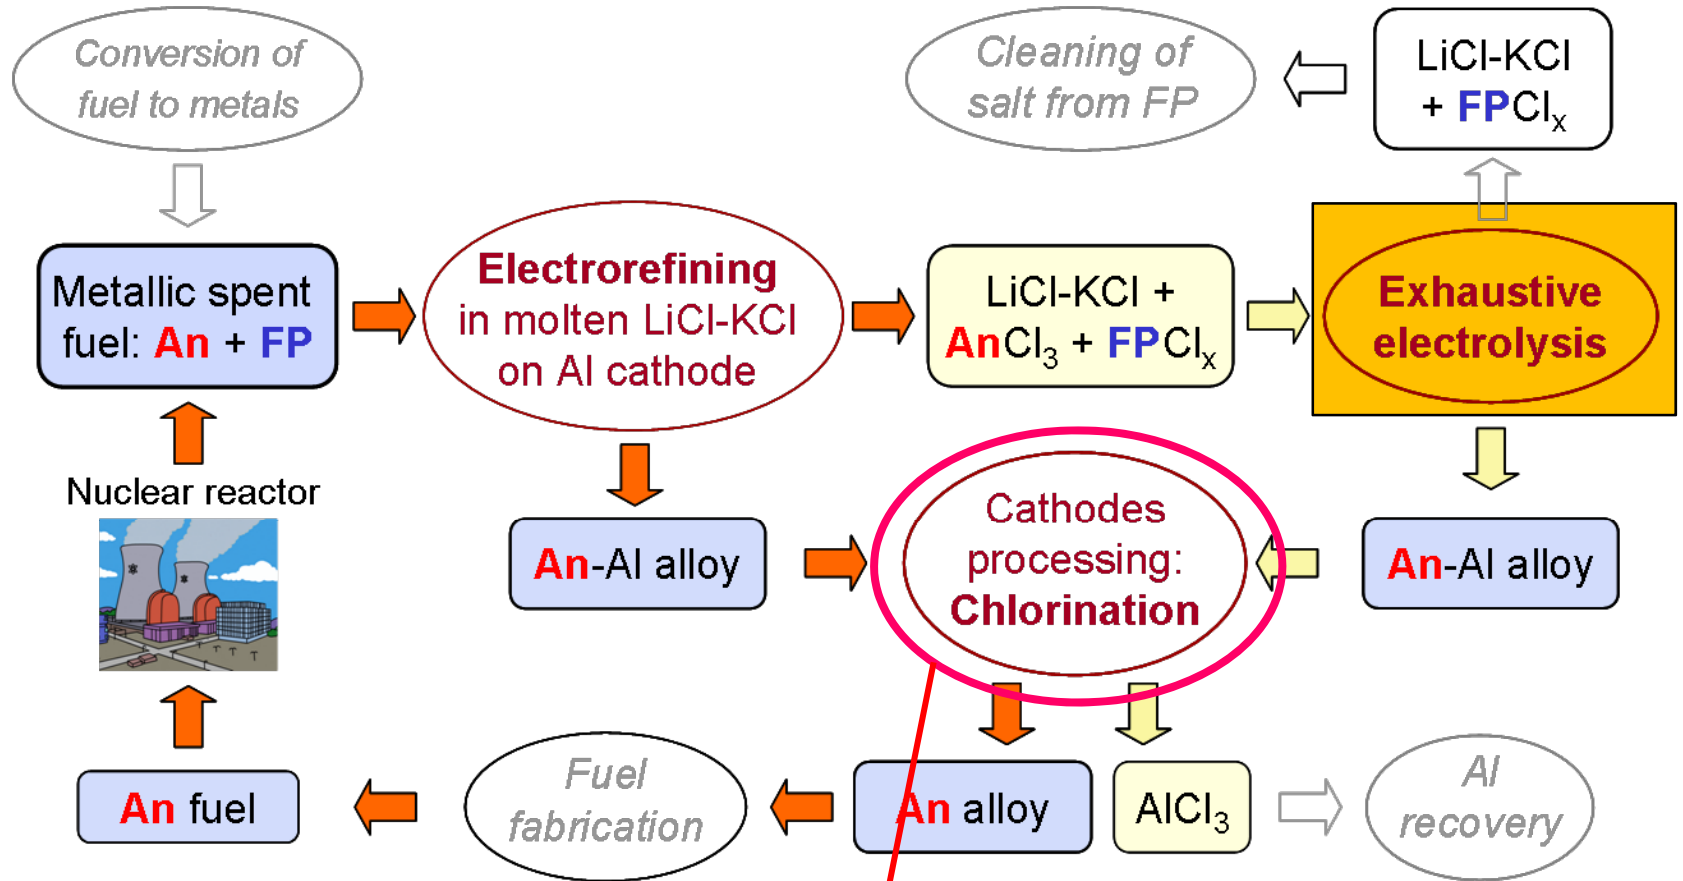 Conversion of
fuel to metals
Cleaning of
salt from FP
LiCl-KCl
+ FPClx
Metallic spent
fuel: An + FP
Electrorefining
in molten LiCl-KCl
on Al cathode
LiCl-KCl +
AnCl3 + FPClx
Exhaustive
electrolysis
Nuclear reactor
An-Al alloy
Cathodes
processing:
Chlorination
An-Al alloy
An fuel
Fuel
fabrication
An alloy
AlCl3
Al
recovery